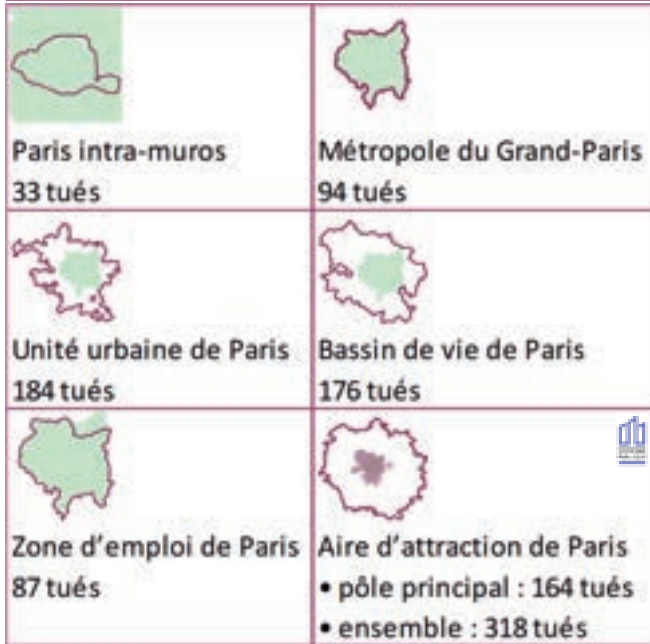 Paris intra-muros
33 tués
Métropole du Grand-Paris
94 tués
Unité urbaine de Paris
184 tués
Bassin de vie de Paris
176 tués
Zone d'emploi de Paris
87 tués
Aire d'attraction de Paris
• pôle principal : 164 tués
• ensemble : 318 tués